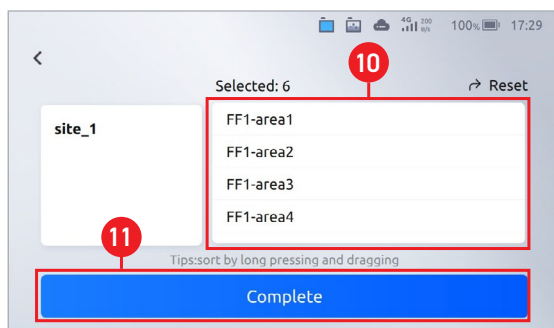 4G 200 M/s 100% 17:29
10
Selected: 6 Reset
site_1
FF1-area1
FF1-area2
FF1-area3
FF1-area4
11
Tips:sort by long pressing and dragging
Complete